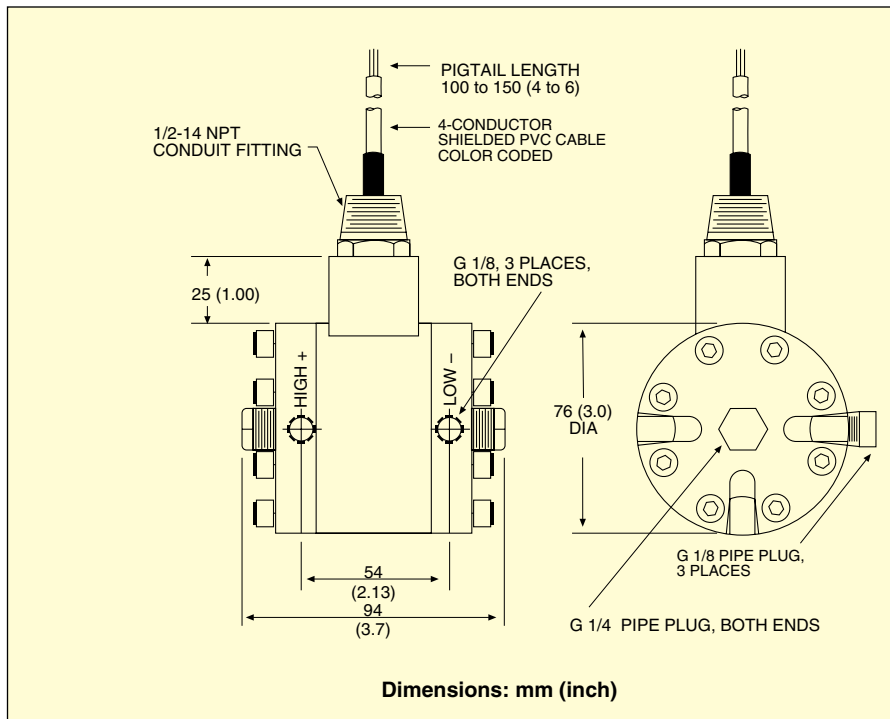 PIGTAIL LENGTH
100 to 150 (4 to 6)
1/2-14 NPT
CONDUIT FITTING
4-CONDUCTOR
SHIELDED PVC CABLE
COLOR CODED
G 1/8, 3 PLACES,
BOTH ENDS
25 (1.00)
HIGH +
LOW –
76 (3.0)
DIA
54
(2.13)
94
(3.7)
G 1/8 PIPE PLUG,
3 PLACES
G 1/4 PIPE PLUG, BOTH ENDS
Dimensions: mm (inch)